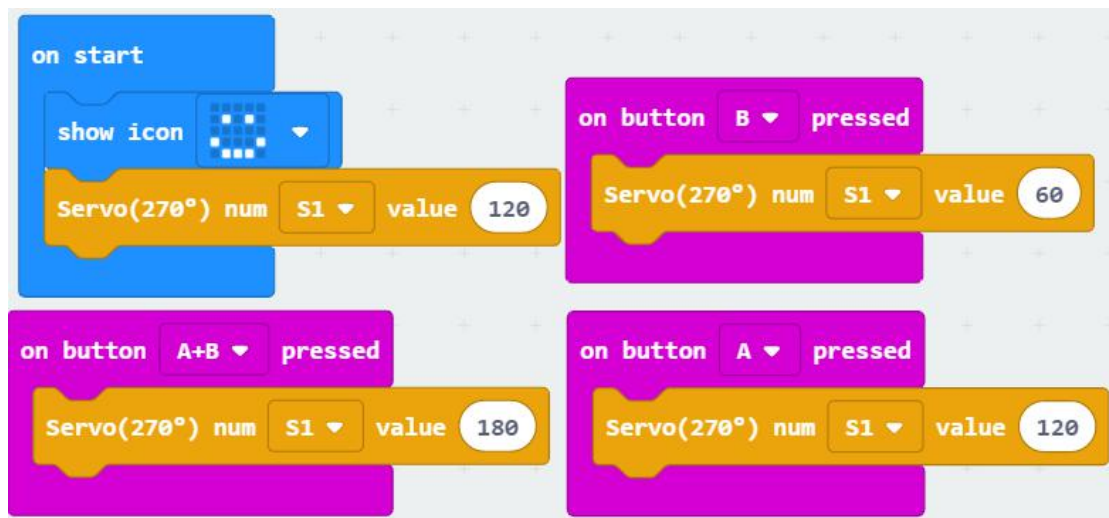 on start
show icon
Servo(270°) num S1 value 120
on button B pressed
Servo(270°) num S1 value 60
on button A+B pressed
Servo(270°) num S1 value 180
on button A pressed
Servo(270°) num S1 value 120